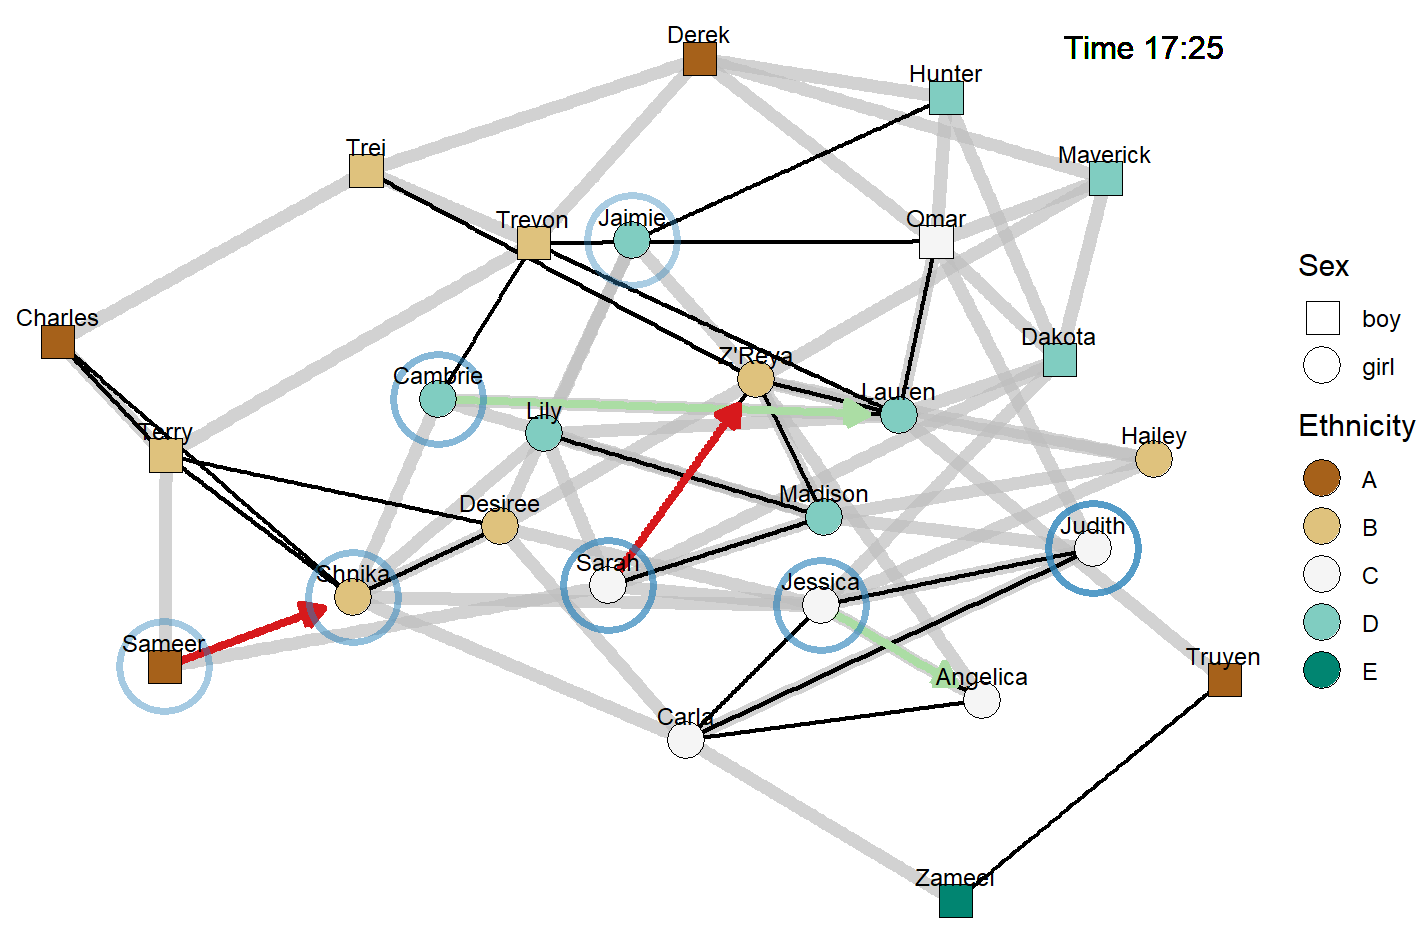 Derek
Time 17:25
Hunter
Trei
Maverick
Trevon
Jaimie
Omar
Sex
boy
girl
Charles
Dakota
Z'Reya
Cambrie
Lauren
Lily
Ethnicity
Terry
Hailey
A
Desiree
Madison
B
Judith
Shnika
Sarah
Jessica
C
D
Sameer
Truyen
E
Angelica
Carla
Zameel